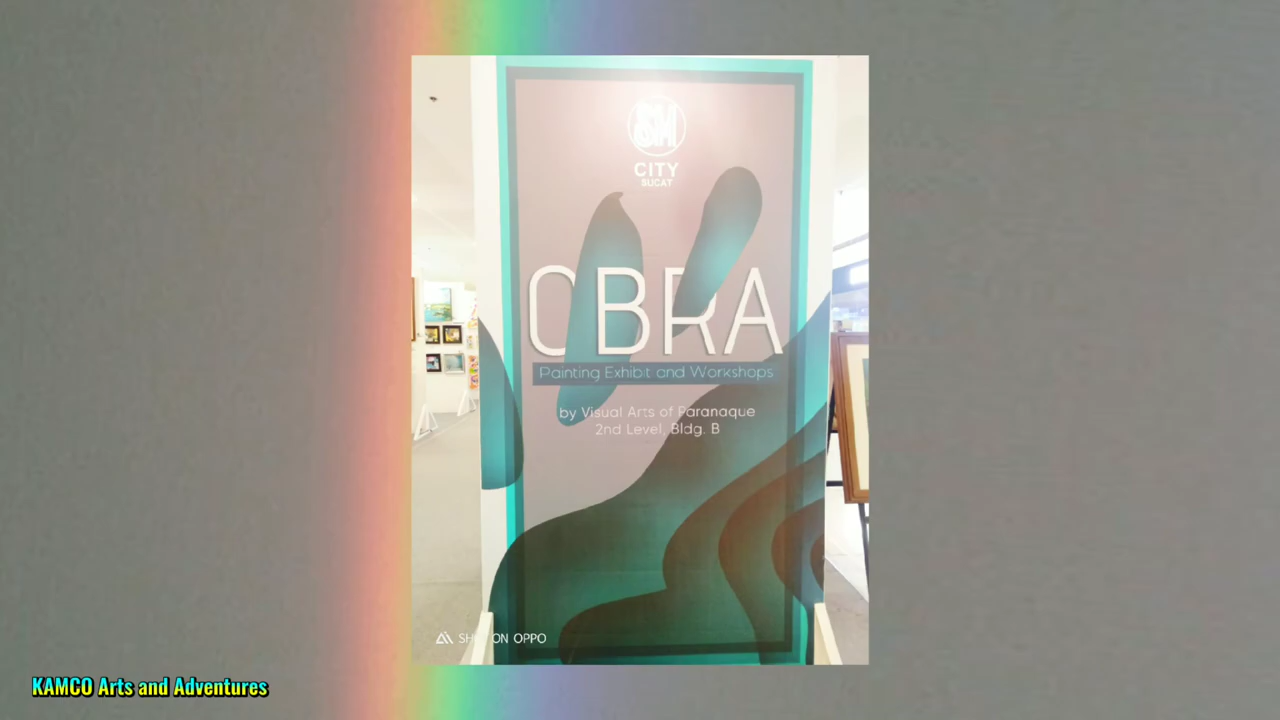 SM
CITY
SUCAT
OBRA
Painting Exhibit and Workshops
by Visual Arts of Paranaque
2nd Level, Bldg. B
ON OPPO
KAMCO Arts and Adventures